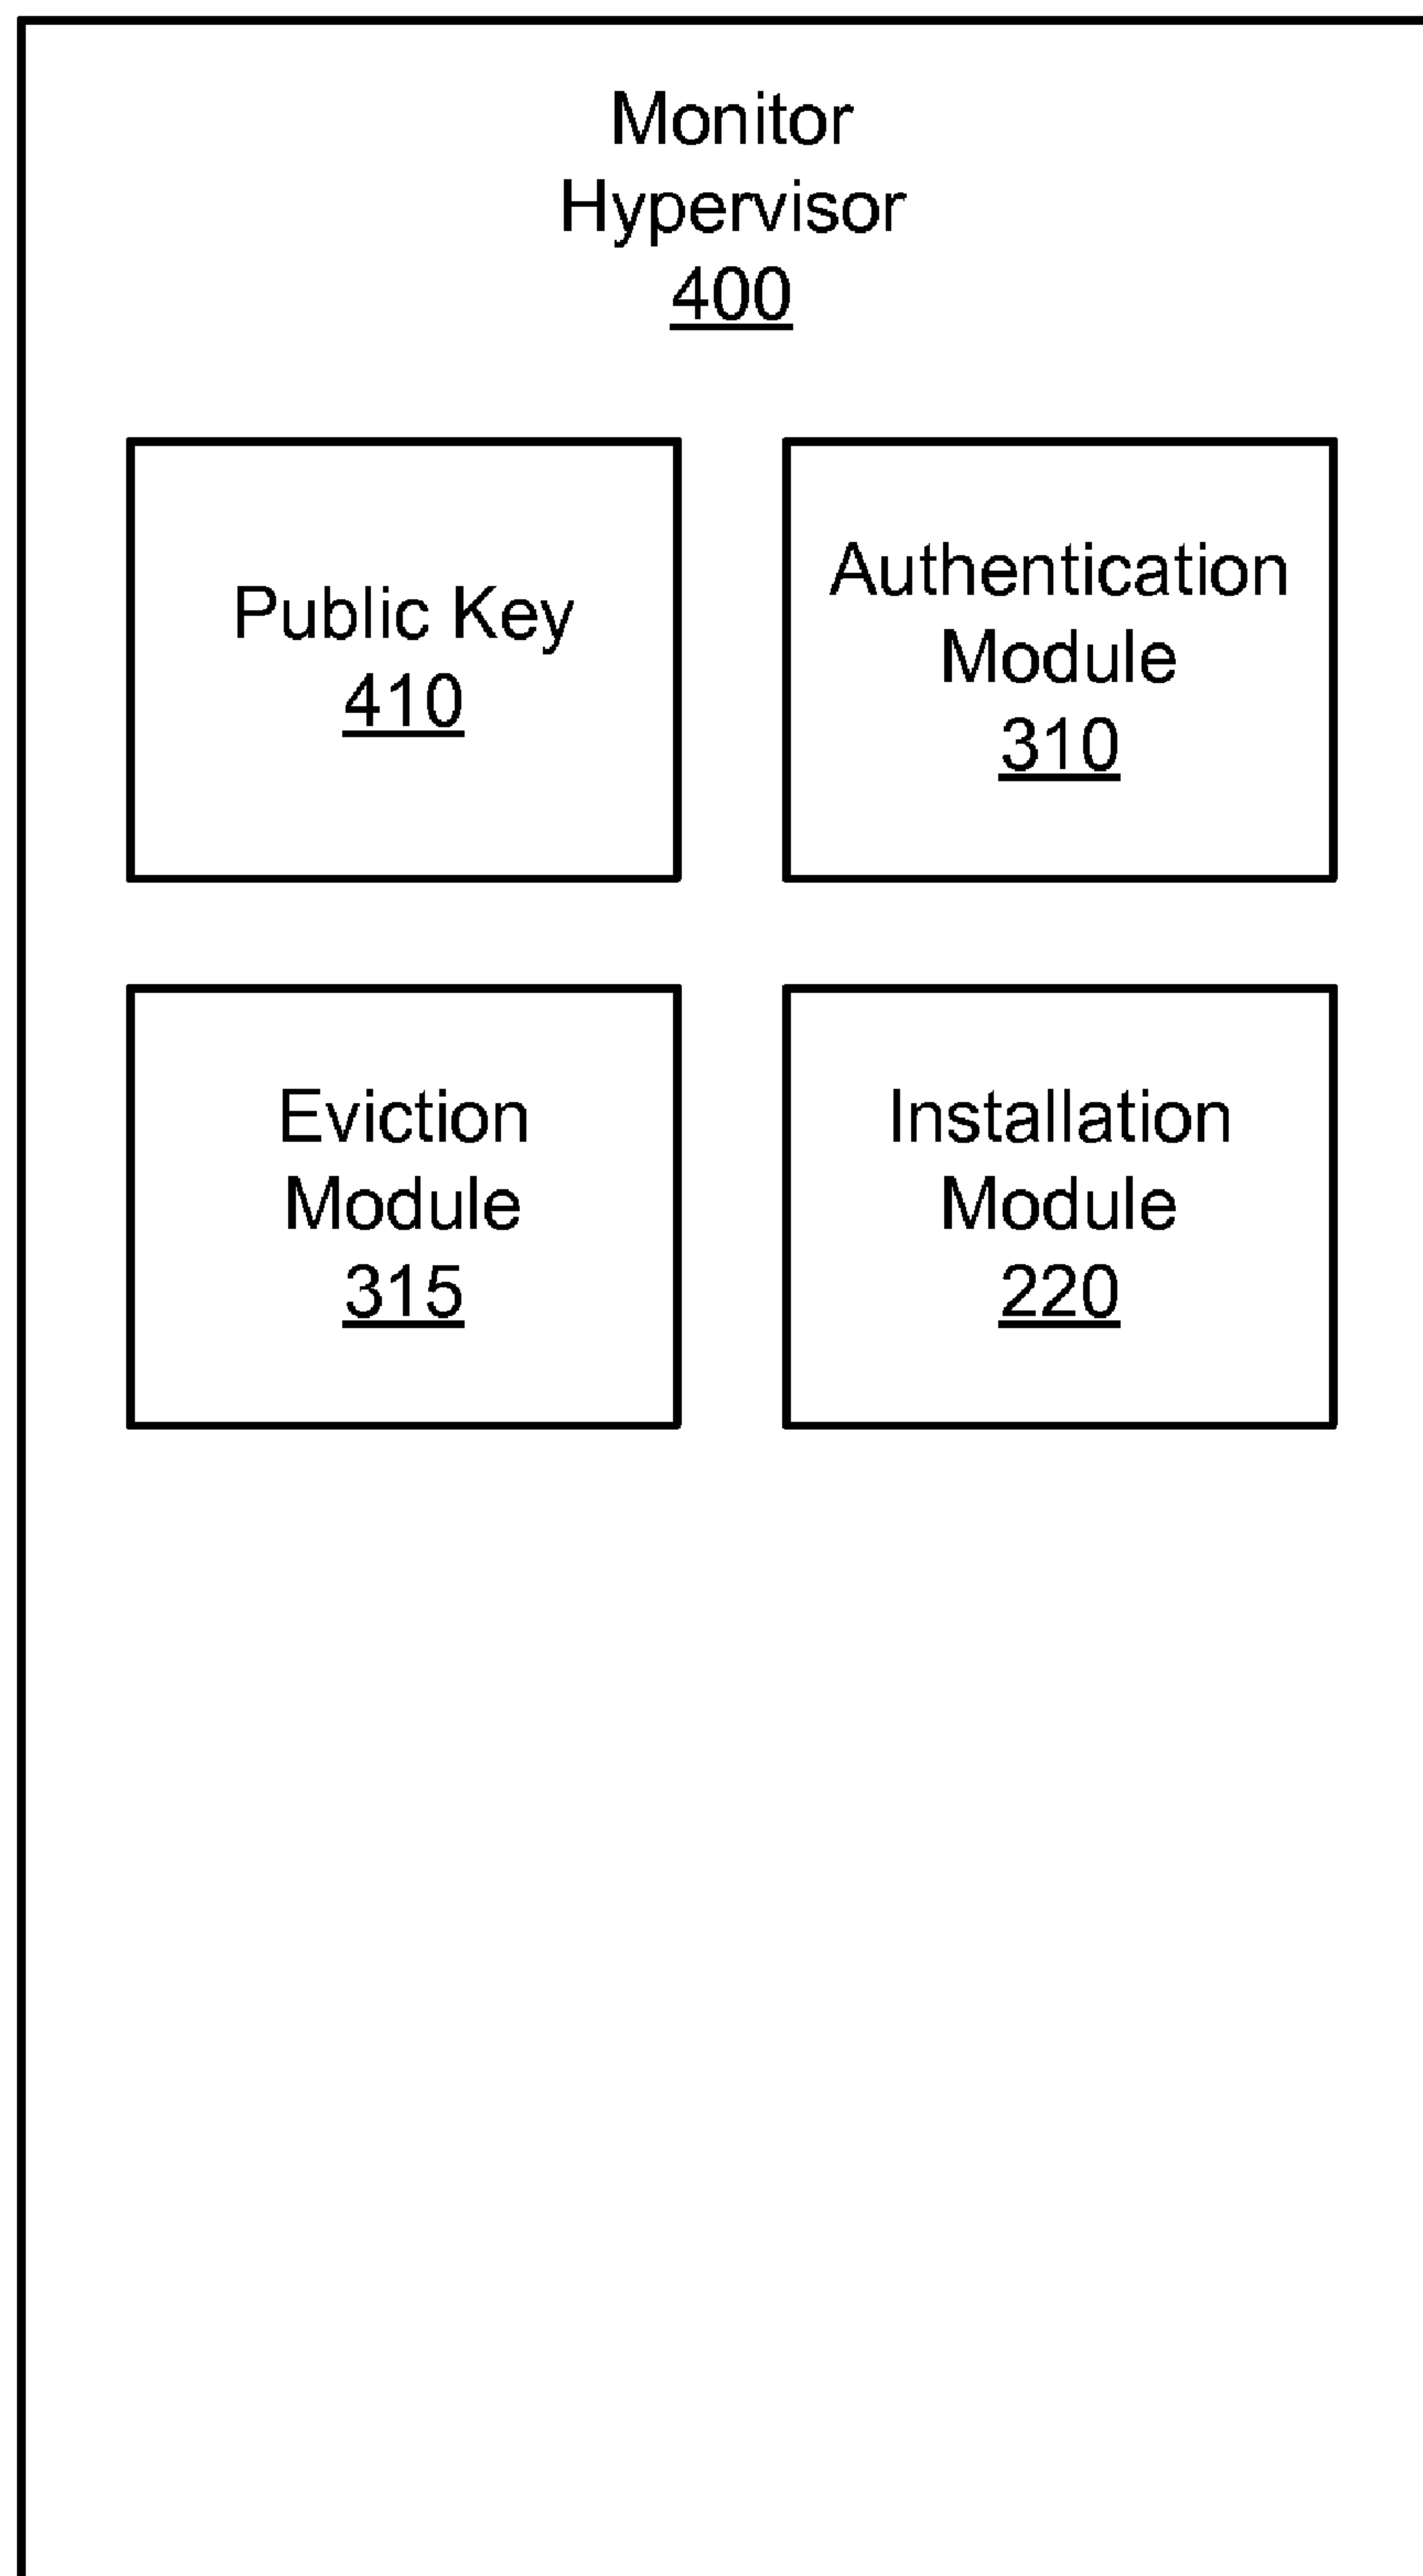 Monitor
Hypervisor
400
Public Key
410
Authentication
Module
310
Eviction
Module
315
Installation
Module
220